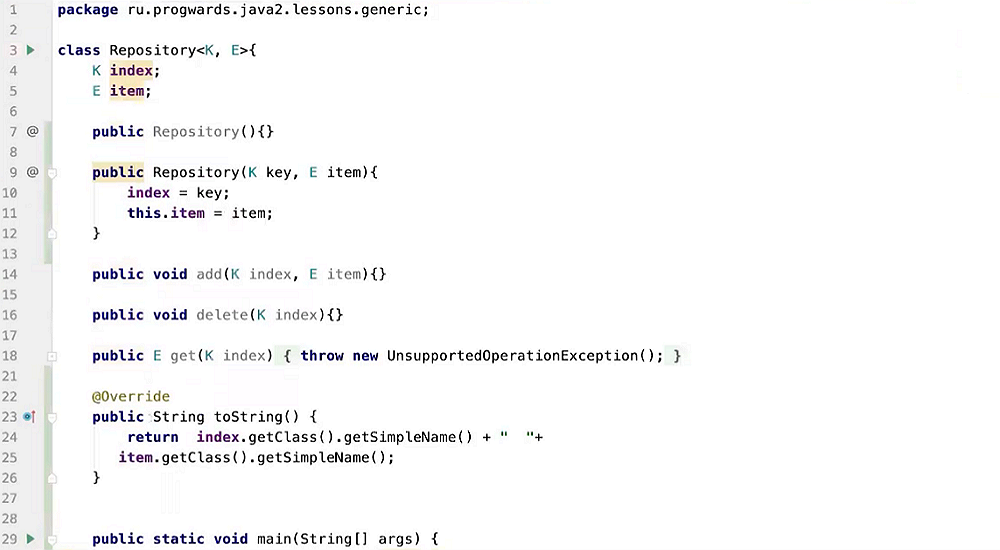 1 package ru.progwards.java2.lessons.generic;
2
3 class Repository<K, E>{
4 K index;
5 E item;
6
7 @ public Repository(){}
8
9 @ public Repository(K key, E item){
10 index = key;
11 this.item = item;
12 }
13
14 public void add(K index, E item){}
15
16 public void delete(K index){}
17
18 public E get(K index) { throw new UnsupportedOperationException(); }
21
22 @Override
23 public String toString() {
24 return  index.getClass().getSimpleName() + "  "+
25 item.getClass().getSimpleName();
26 }
27
28
29 public static void main(String[] args) {